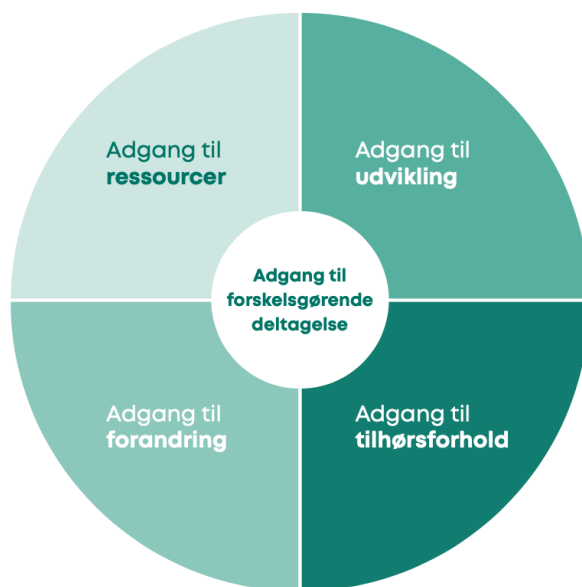 Adgang til
ressourcer
Adgang til
udvikling
Adgang til
forskelsgørende
deltagelse
Adgang til
forandring
Adgang til
tilhørsforhold